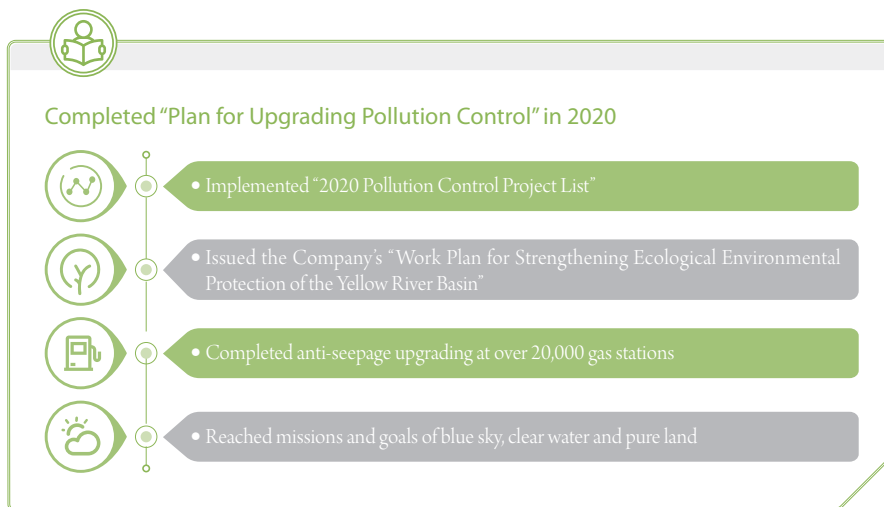 Completed “Plan for Upgrading Pollution Control” in 2020
• Implemented “2020 Pollution Control Project List”
• Issued the Company’s “Work Plan for Strengthening Ecological Environmental
Protection of the Yellow River Basin”
• Completed anti-seepage upgrading at over 20,000 gas stations
• Reached missions and goals of blue sky, clear water and pure land